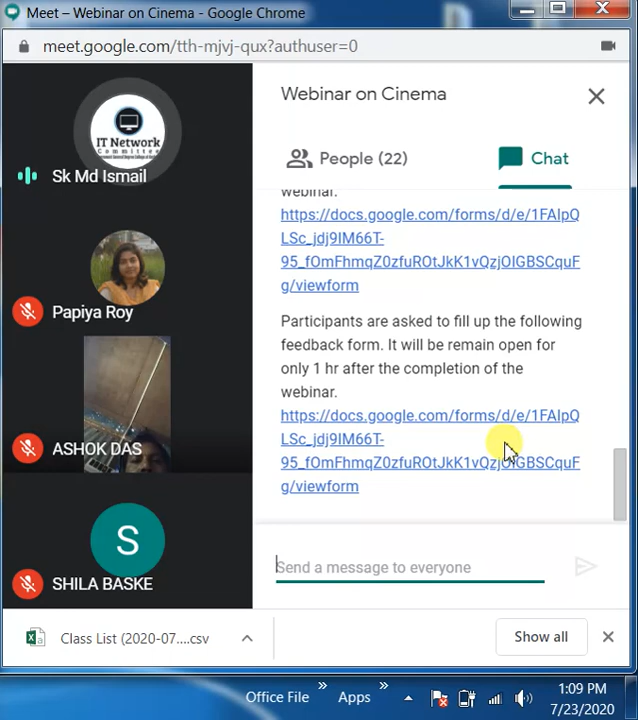 Meet – Webinar on Cinema - Google Chrome
meet.google.com/tth-mjvj-qux?authuser=0
IT Network
Committee
Sk Md Ismail
Papiya Roy
ASHOK DAS
S
SHILA BASKE
Webinar on Cinema
People (22)
Chat
webinar.
https://docs.google.com/forms/d/e/1FAIpQ
LSc_jdj9IM66T-
95_fOmFhmqZ0zfuROtJkK1vQzjOIGBSCquF
g/viewform
Participants are asked to fill up the following
feedback form. It will be remain open for
only 1 hr after the completion of the
webinar.
https://docs.google.com/forms/d/e/1FAIpQ
LSc_jdj9IM66T-
95_fOmFhmqZ0zfuROtJkK1vQzjOIGBSCquF
g/viewform
Send a message to everyone
Class List (2020-07....csv
Show all
Office File
Apps
1:09 PM
7/23/2020